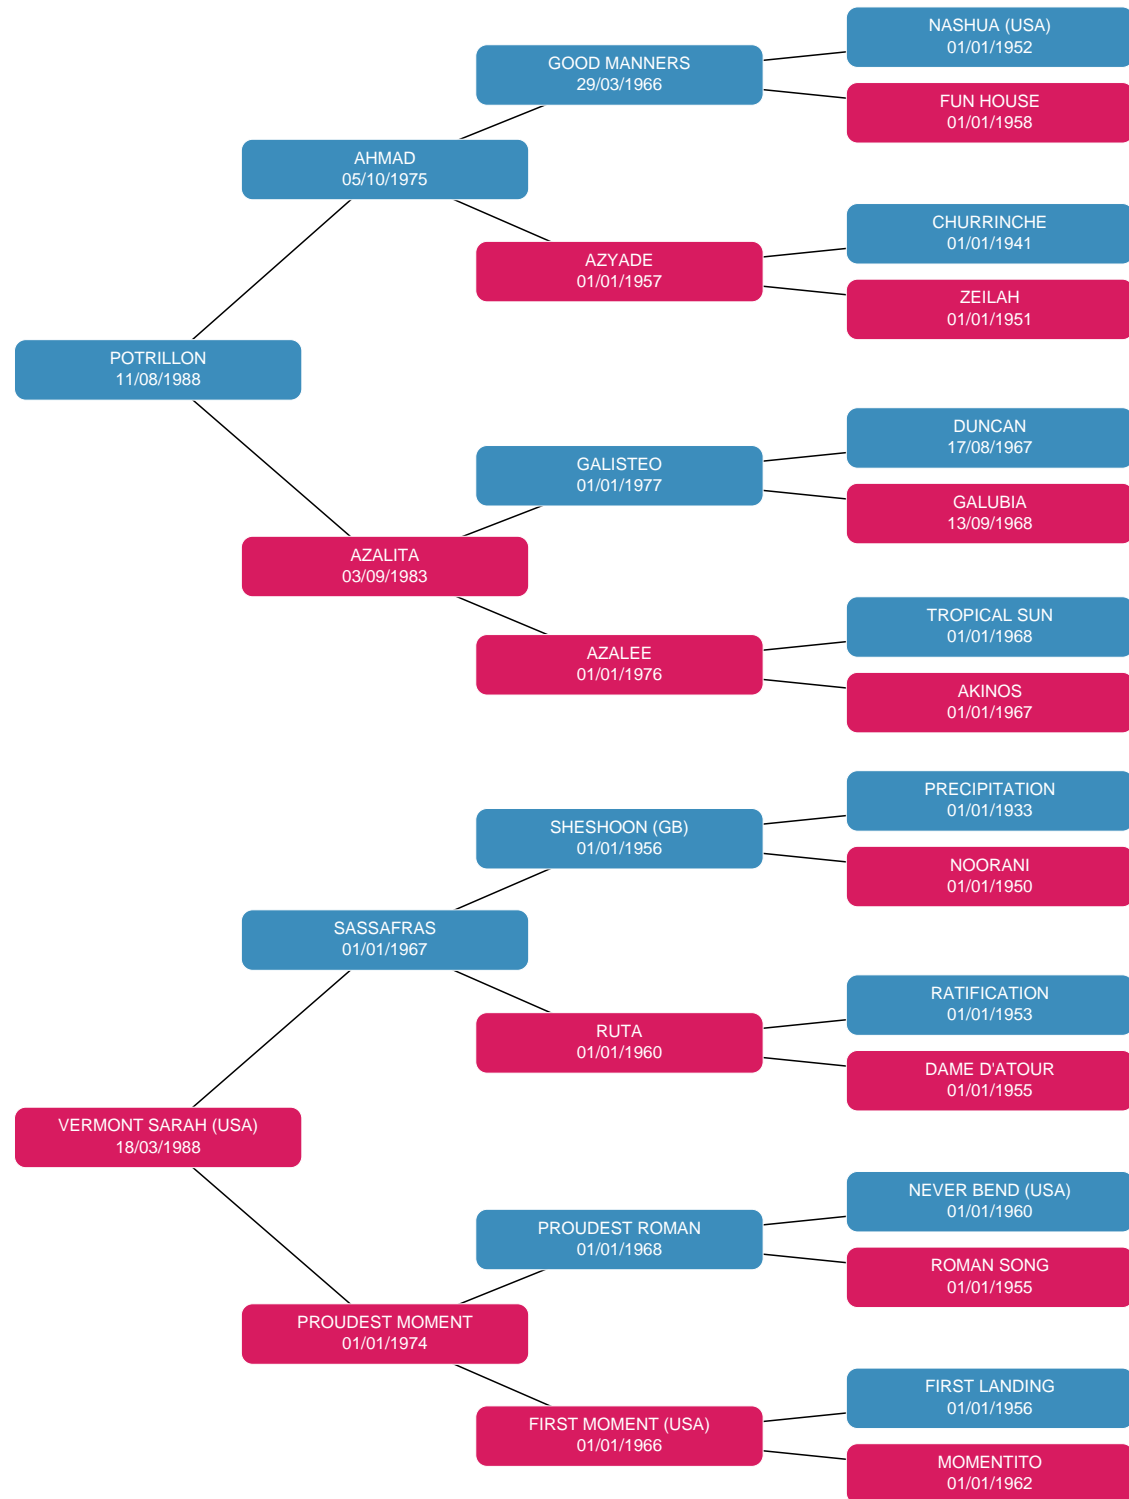 NASHUA (USA)
01/01/1952
GOOD MANNERS
29/03/1966
FUN HOUSE
01/01/1958
AHMAD
05/10/1975
CHURRINCHE
01/01/1941
AZYADE
01/01/1957
ZEILAH
01/01/1951
POTRILLON
11/08/1988
DUNCAN
17/08/1967
GALISTEO
01/01/1977
GALUBIA
13/09/1968
AZALITA
03/09/1983
TROPICAL SUN
01/01/1968
AZALEE
01/01/1976
AKINOS
01/01/1967
PRECIPITATION
01/01/1933
SHESHOON (GB)
01/01/1956
NOORANI
01/01/1950
SASSAFRAS
01/01/1967
RATIFICATION
01/01/1953
RUTA
01/01/1960
DAME D'ATOUR
01/01/1955
VERMONT SARAH (USA)
18/03/1988
NEVER BEND (USA)
01/01/1960
PROUDEST ROMAN
01/01/1968
ROMAN SONG
01/01/1955
PROUDEST MOMENT
01/01/1974
FIRST LANDING
01/01/1956
FIRST MOMENT (USA)
01/01/1966
MOMENTITO
01/01/1962